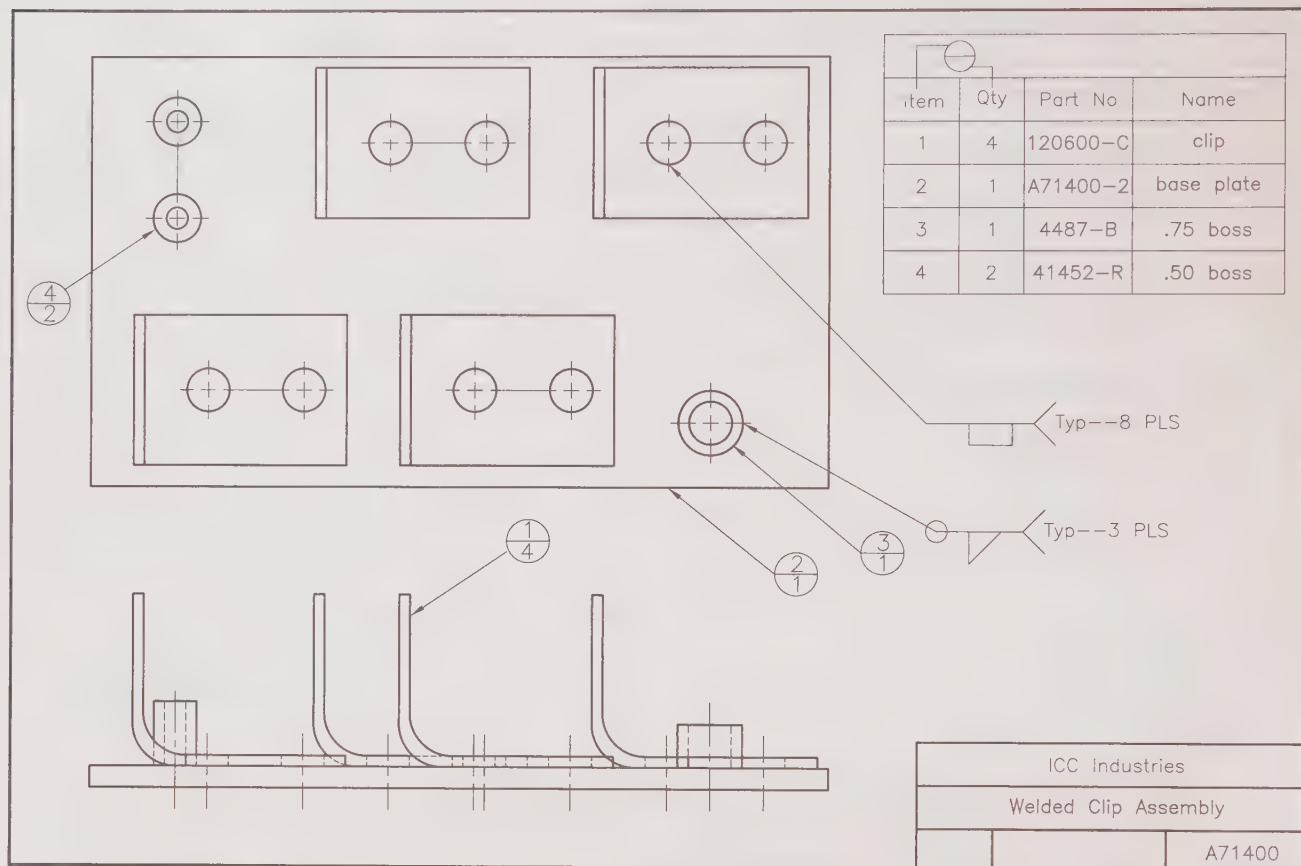 Item Qty Part No Name
1 4 120600-C clip
2 1 A71400-2 base plate
3 1 4487-B .75 boss
4 2 41452-R .50 boss
4
2
Typ--8 PLS
1
4
2
1
3
1
Typ--3 PLS
ICC Industries
Welded Clip Assembly
A71400